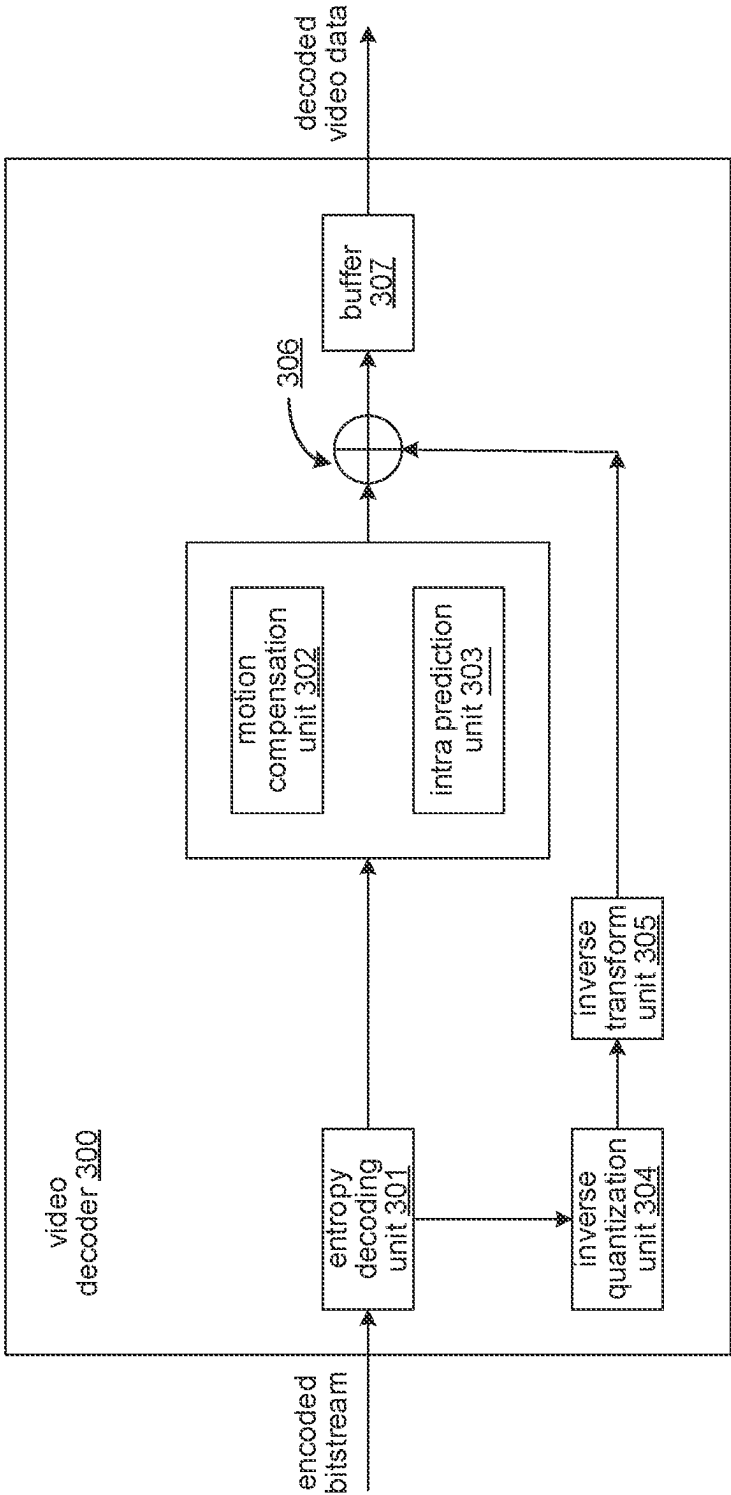 video
decoder 300
encoded
bitstream
entropy
decoding
unit 301
inverse
quantization
unit 304
inverse
transform
unit 305
motion
compensation
unit 302
intra prediction
unit 303
306
buffer
307
decoded
video data